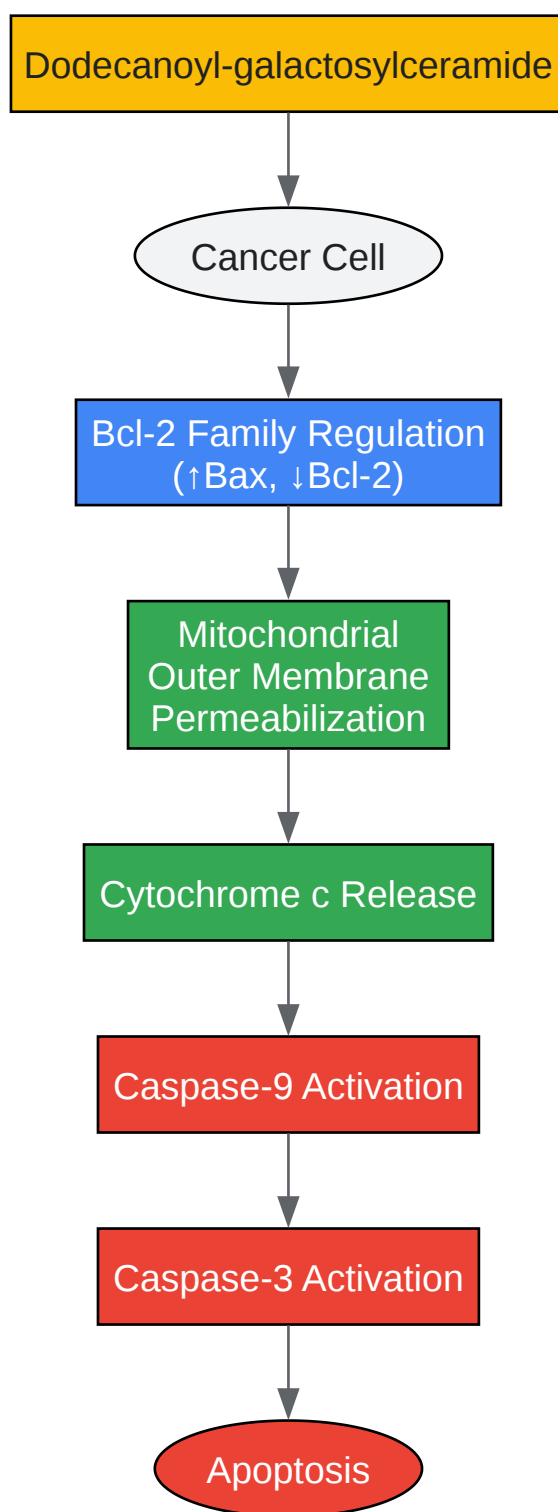 Dodecanoyl-galactosylceramide
Cancer Cell
Bcl-2 Family Regulation
(↑Bax, ↓Bcl-2)
Mitochondrial
Outer Membrane
Permeabilization
Cytochrome c Release
Caspase-9 Activation
Caspase-3 Activation
Apoptosis